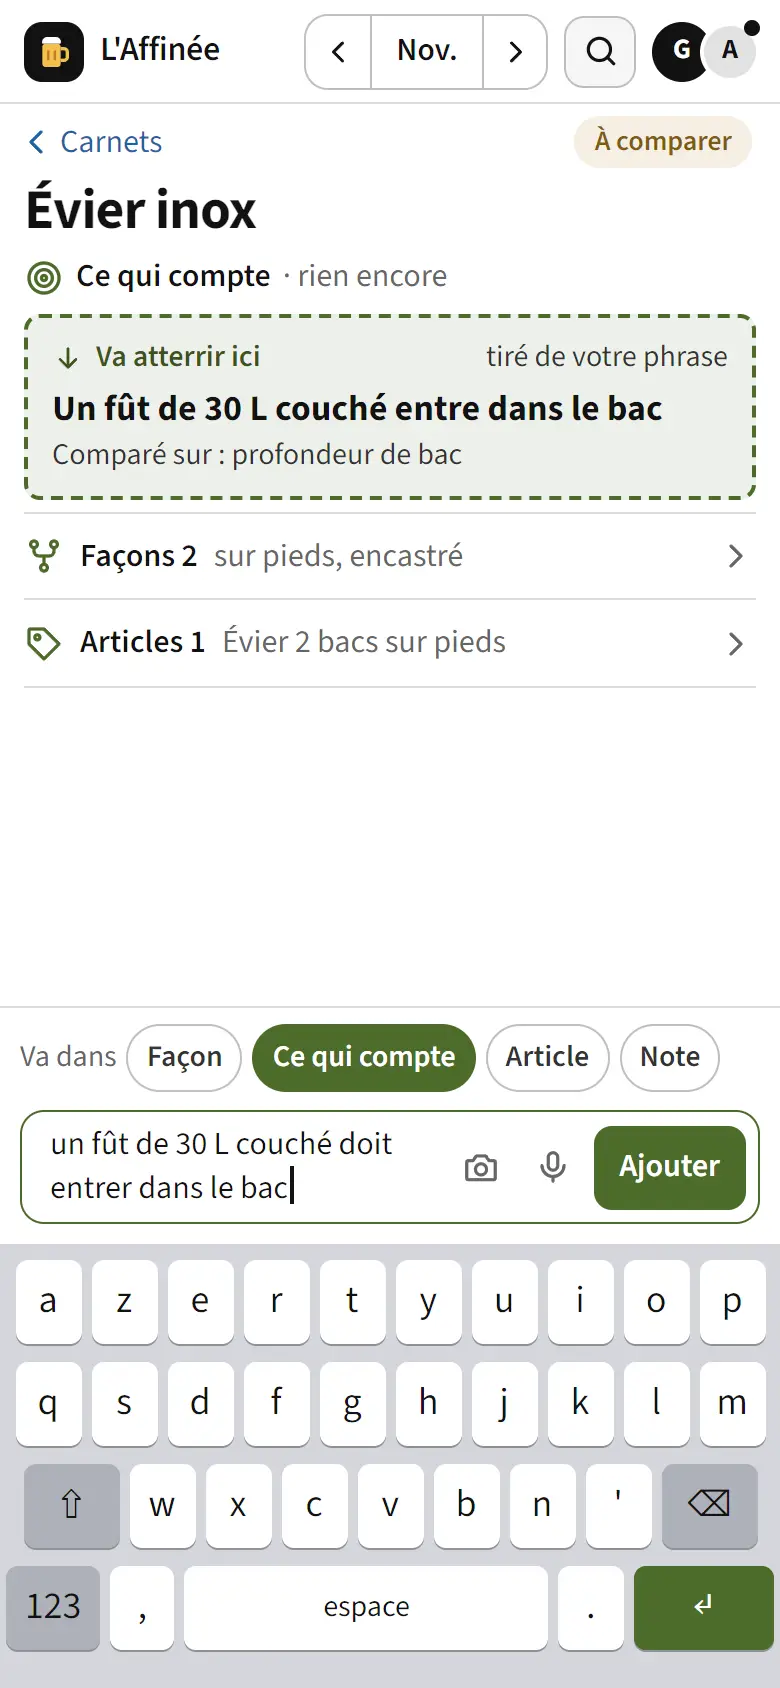 L'Affinée
Nov.
G
A
Carnets
À comparer
Évier inox
Ce qui compte · rien encore
Va atterrir ici
tiré de votre phrase
Un fût de 30 L couché entre dans le bac
Comparé sur : profondeur de bac
Façons 2 sur pieds, encastré
Articles 1 Évier 2 bacs sur pieds
Va dans
Façon
Ce qui compte
Article
Note
un fût de 30 L couché doit
entrer dans le bac
Ajouter
a z e r t y u i o p
q s d f g h j k l m
⇧ w x c v b n ' ⌫
123 , espace . ↵